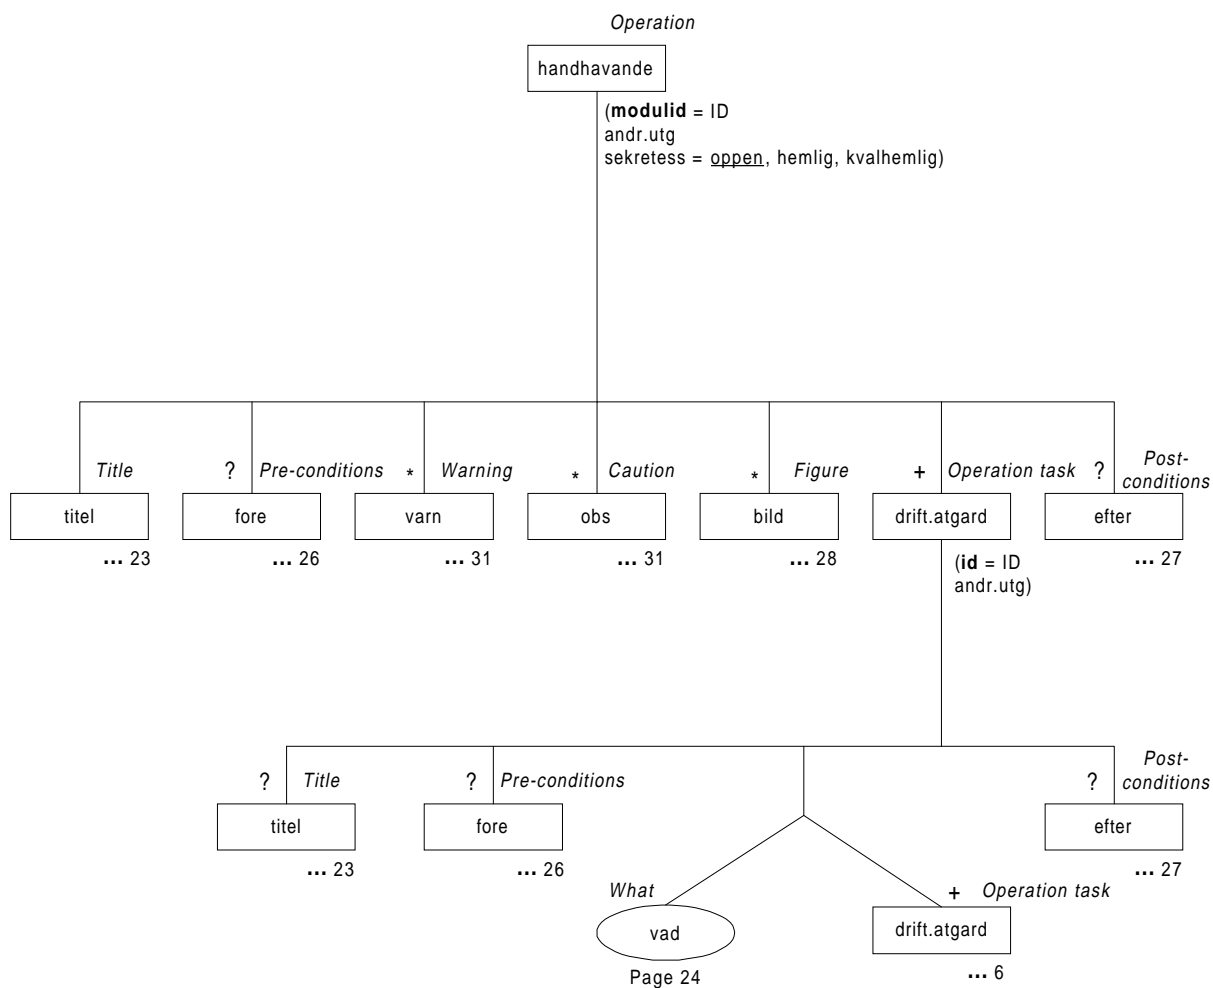 Operation
handhavande
(modulid = ID
andr.utg
sekretess = oppen, hemlig, kvalhemlig)
Title
? Pre-conditions
* Warning
* Caution
* Figure
+ Operation task
? Post-
conditions
titel
fore
varn
obs
bild
drift.atgard
efter
... 23
... 26
... 31
... 31
... 28
(id = ID
andr.utg)
... 27
? Title
? Pre-conditions
? Post-
conditions
titel
fore
efter
... 23
... 26
... 27
What
+ Operation task
vad
drift.atgard
Page 24
... 6